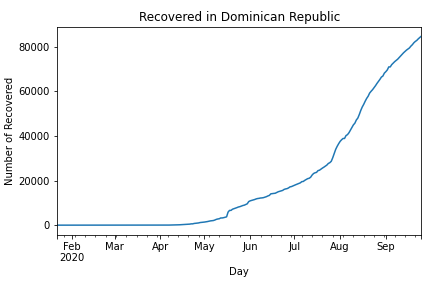 Recovered in Dominican Republic
Number of Recovered
80000
60000
40000
20000
0
Feb Mar Apr May Jun Jul Aug Sep
2020
Day